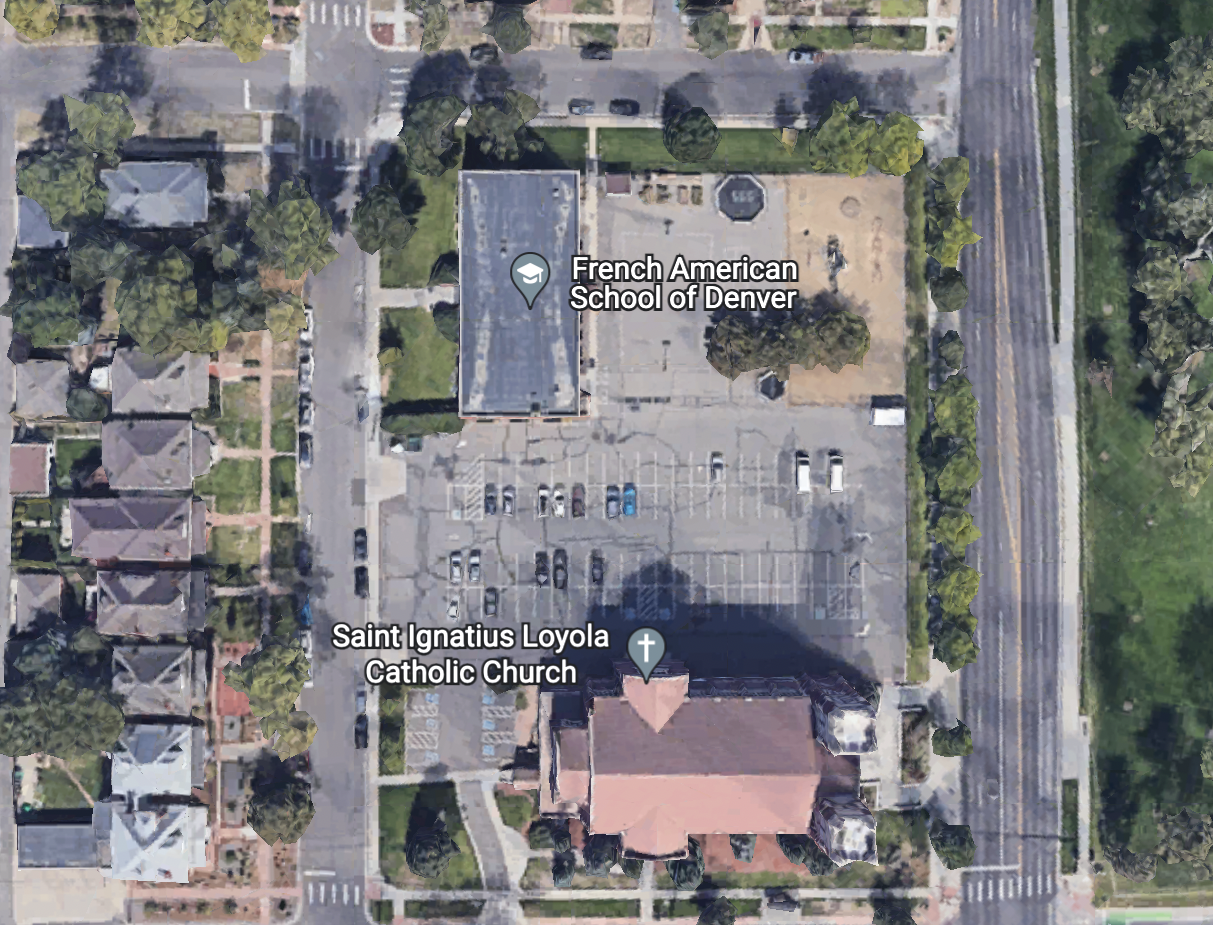 French American
School of Denver
Saint Ignatius Loyola
Catholic Church